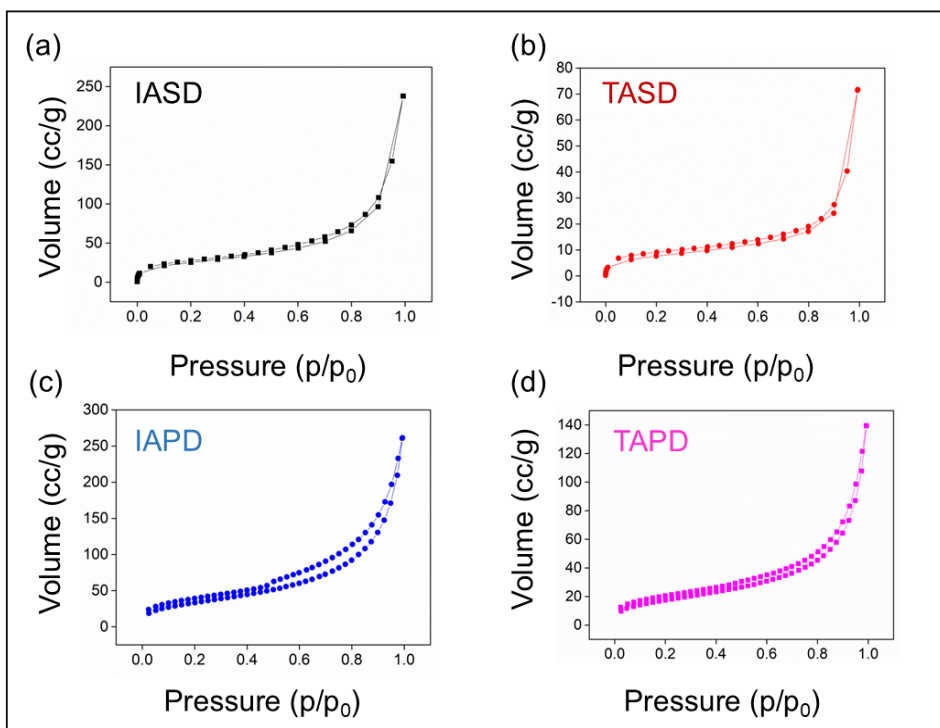 (a)
IASD
Volume (cc/g)
250
200
150
100
50
0
0.0 0.2 0.4 0.6 0.8 1.0
Pressure (p/p0)
(b)
TASD
Volume (cc/g)
80
70
60
50
40
30
20
10
0
-10
0.0 0.2 0.4 0.6 0.8 1.0
Pressure (p/p0)
(c)
IAPD
Volume (cc/g)
300
250
200
150
100
50
0
0.0 0.2 0.4 0.6 0.8 1.0
Pressure (p/p0)
(d)
TAPD
Volume (cc/g)
140
120
100
80
60
40
20
0
0.0 0.2 0.4 0.6 0.8 1.0
Pressure (p/p0)